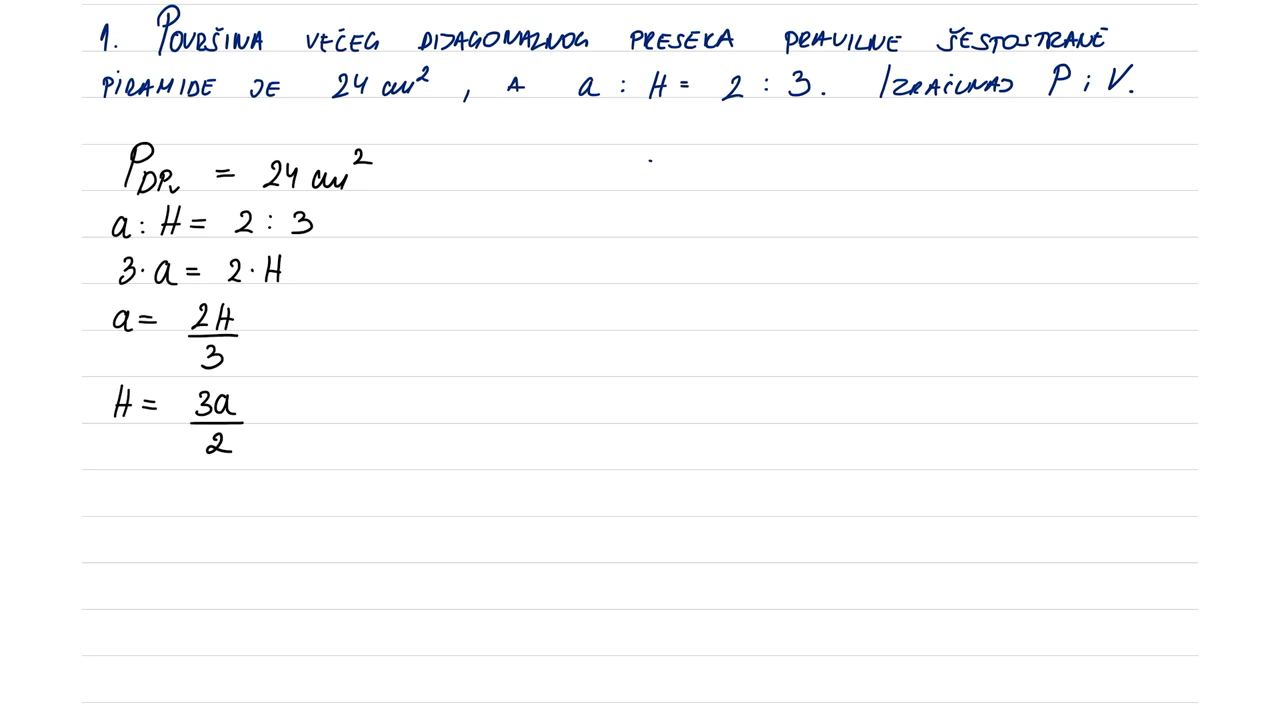 1. POVRŠINA VEĆEG DIJAGONALNOG PRESEKA PRAVILNE ŠESTOSTRANE
PIRAMIDE JE 24 cm², A a : H = 2 : 3. IZRAČUNAJ P i V.
P_DPv = 24 cm²
a : H = 2 : 3
3 · a = 2 · H
a = 2H/3
H = 3a/2